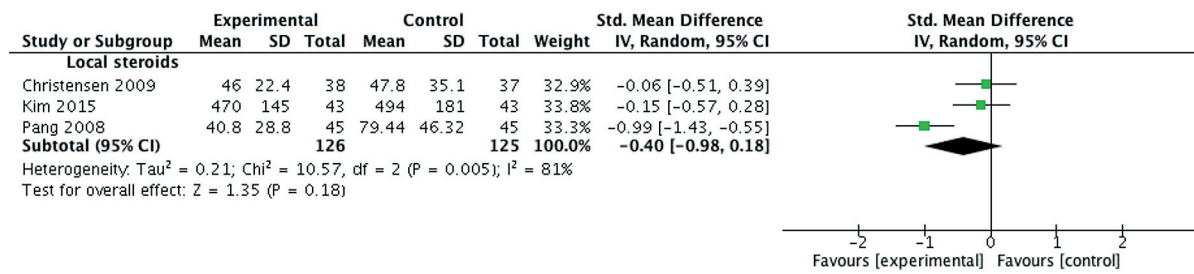 Experimental Control Std. Mean Difference Std. Mean Difference
Study or Subgroup Mean SD Total Mean SD Total Weight IV, Random, 95% CI IV, Random, 95% CI
Local steroids
Christensen 2009 46 22.4 38 47.8 35.1 37 32.9% -0.06 [-0.51, 0.39]
Kim 2015 470 145 43 494 181 43 33.8% -0.15 [-0.57, 0.28]
Pang 2008 40.8 28.8 45 79.44 46.32 45 33.3% -0.99 [-1.43, -0.55]
Subtotal (95% CI) 126 125 100.0% -0.40 [-0.98, 0.18]
Heterogeneity: Tau² = 0.21; Chi² = 10.57, df = 2 (P = 0.005); I² = 81%
Test for overall effect: Z = 1.35 (P = 0.18)
-2 -1 0 1 2
Favours [experimental] Favours [control]